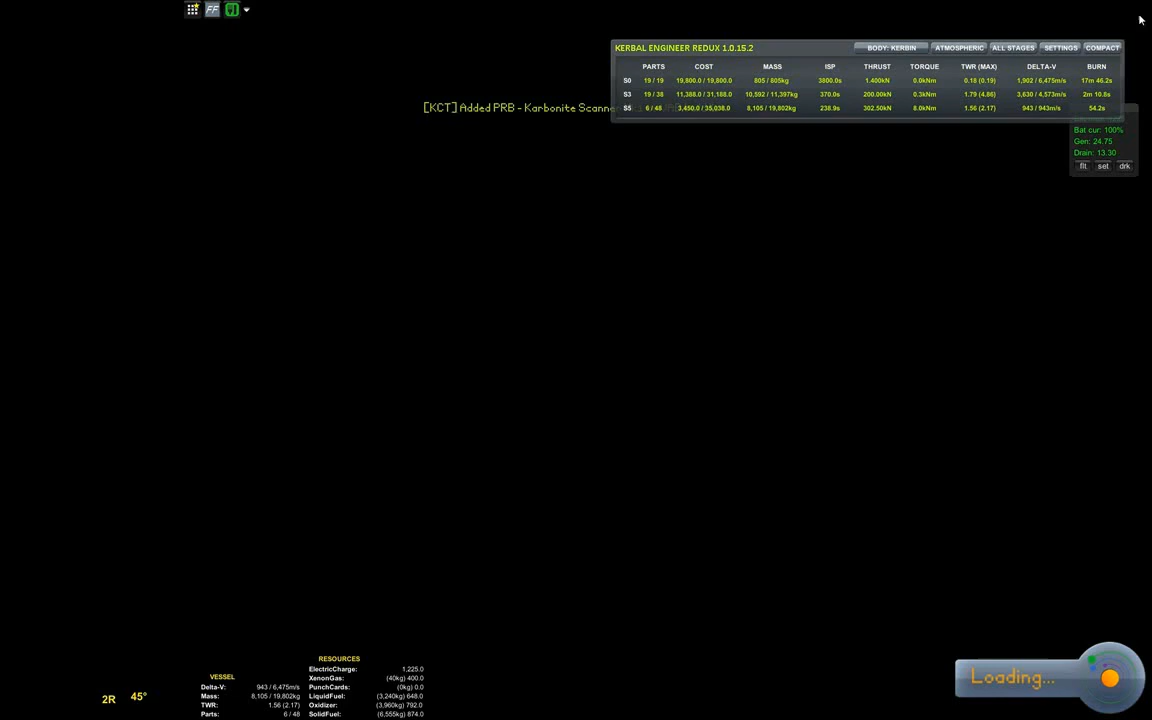 FF
KERBAL ENGINEER REDUX 1.0.15.2 BODY: KERBIN ATMOSPHERIC ALL STAGES SETTINGS COMPACT
PARTS COST MASS ISP THRUST TORQUE TWR (MAX) DELTA-V BURN
S0 19 / 19 19,800.0 / 19,800.0 805 / 805kg 3800.0s 1.400kN 0.0kNm 0.18 (0.19) 1,902 / 6,475m/s 17m 46.2s
S3 19 / 38 11,388.0 / 31,188.0 10,592 / 11,397kg 370.0s 200.00kN 0.3kNm 1.79 (4.86) 3,630 / 4,573m/s 2m 10.8s
S5 6 / 48 3,450.0 / 35,038.0 8,105 / 19,802kg 238.9s 302.50kN 8.0kNm 1.56 (2.17) 943 / 943m/s 54.2s
[KCT] Added PRB - Karbonite Scanne
Bat cur: 100%
Gen: 24.75
Drain: 13.30
flt set drk
Loading...
RESOURCES
ElectricCharge: 1,225.0
XenonGas: (40kg) 400.0
PunchCards: (0kg) 0.0
LiquidFuel: (3,240kg) 648.0
Oxidizer: (3,960kg) 792.0
SolidFuel: (6,555kg) 874.0
VESSEL
Delta-V: 943 / 6,475m/s
Mass: 8,105 / 19,802kg
TWR: 1.56 (2.17)
Parts: 6 / 48
2R 45°